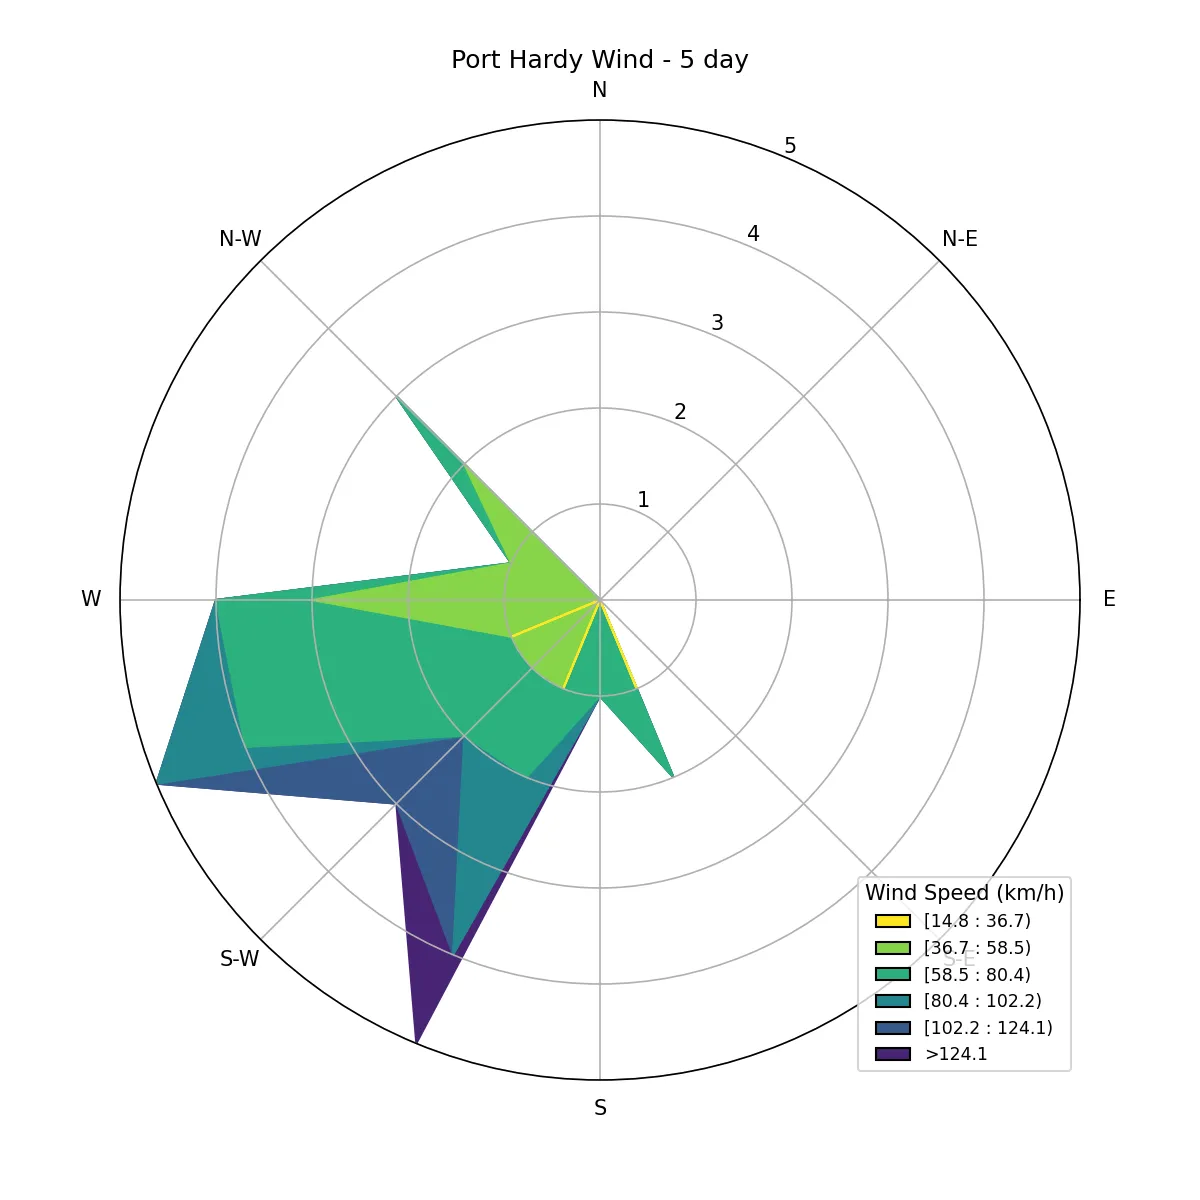 Port Hardy Wind - 5 day
N
5
N-W
4
N-E
3
2
1
W
E
Wind Speed (km/h)
[14.8 : 36.7)
[36.7 : 58.5)
[58.5 : 80.4)
[80.4 : 102.2)
[102.2 : 124.1)
>124.1
S-W
S-E
S